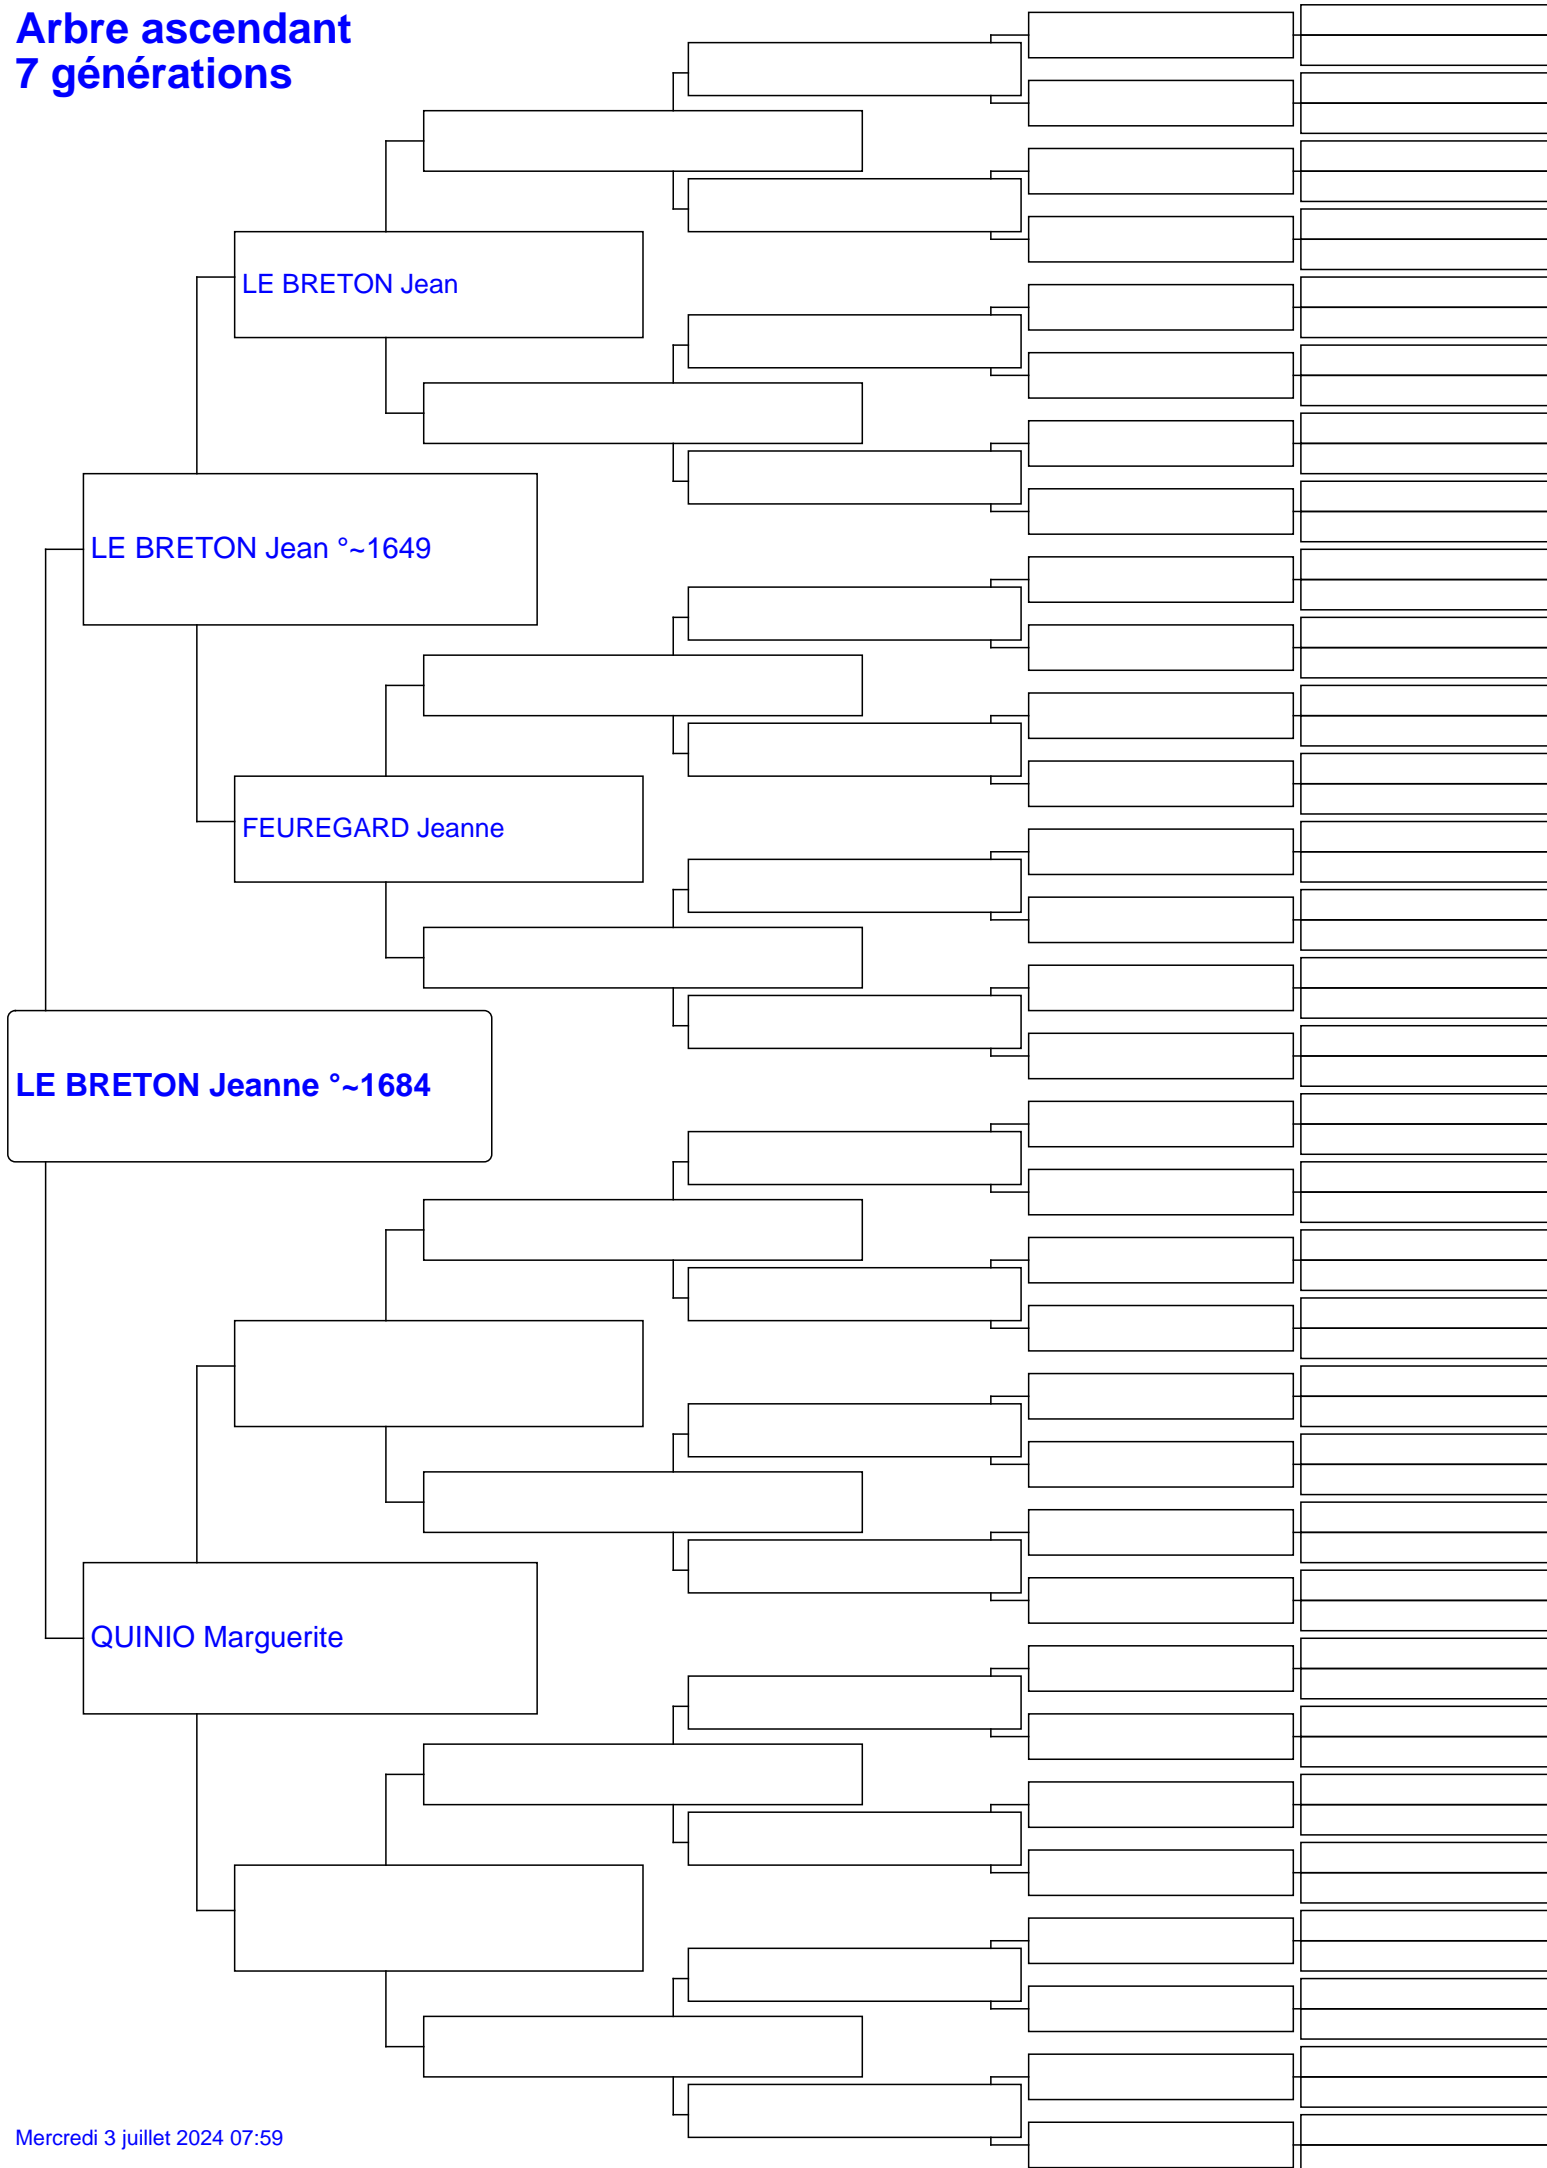 Arbre ascendant
7 générations
LE BRETON Jean
LE BRETON Jean °~1649
FEUREGARD Jeanne
LE BRETON Jeanne °~1684
QUINIO Marguerite
Mercredi 3 juillet 2024 07:59